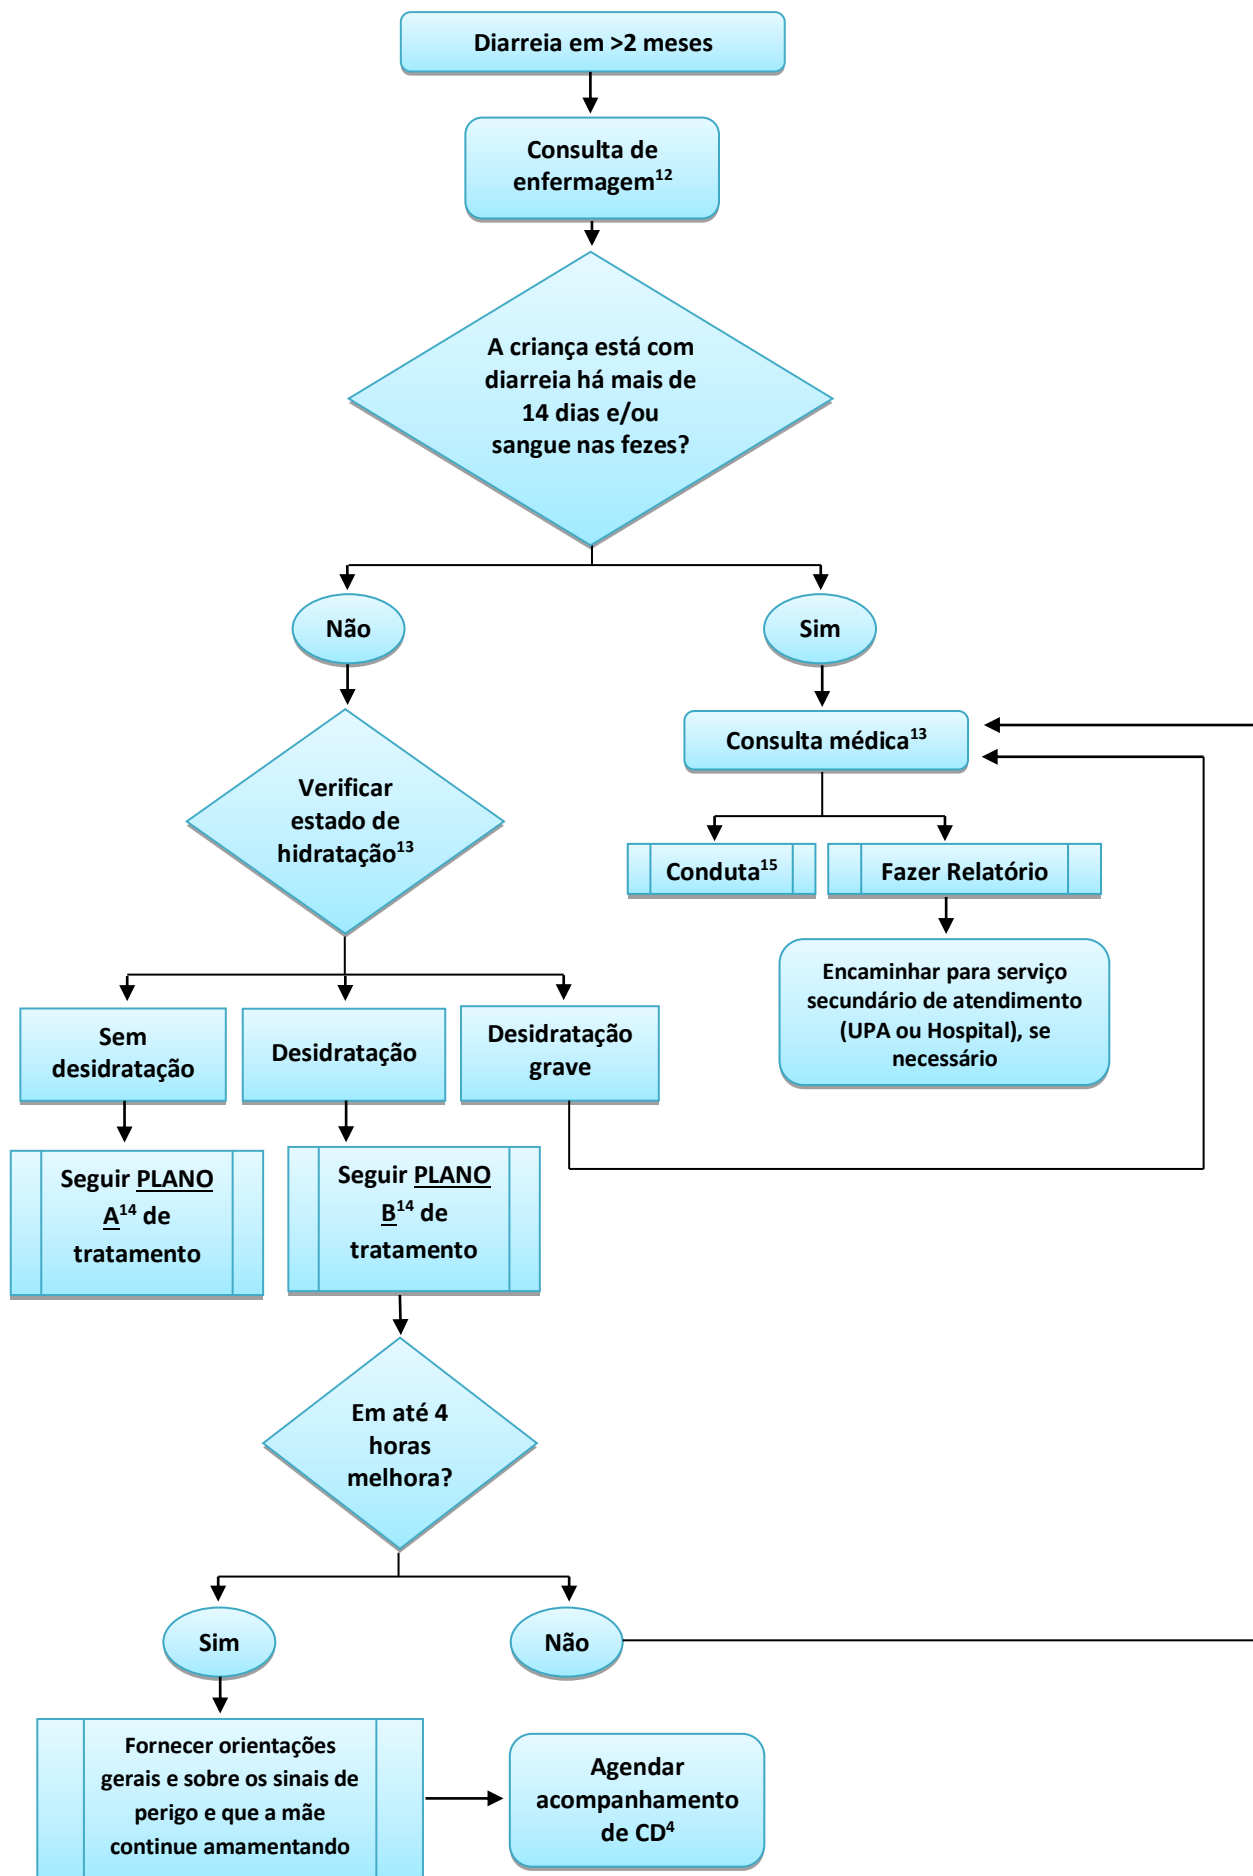 Diarreia em >2 meses
Consulta de
enfermagem¹²
A criança está com
diarreia há mais de
14 dias e/ou
sangue nas fezes?
Não
Sim
Verificar
estado de
hidratação¹³
Consulta médica¹³
Conduta¹⁵
Fazer Relatório
Encaminhar para serviço
secundário de atendimento
(UPA ou Hospital), se
necessário
Sem
desidratação
Desidratação
Desidratação
grave
Seguir PLANO
A¹⁴ de
tratamento
Seguir PLANO
B¹⁴ de
tratamento
Em até 4
horas
melhora?
Sim
Não
Fornecer orientações
gerais e sobre os sinais de
perigo e que a mãe
continue amamentando
Agendar
acompanhamento
de CD⁴